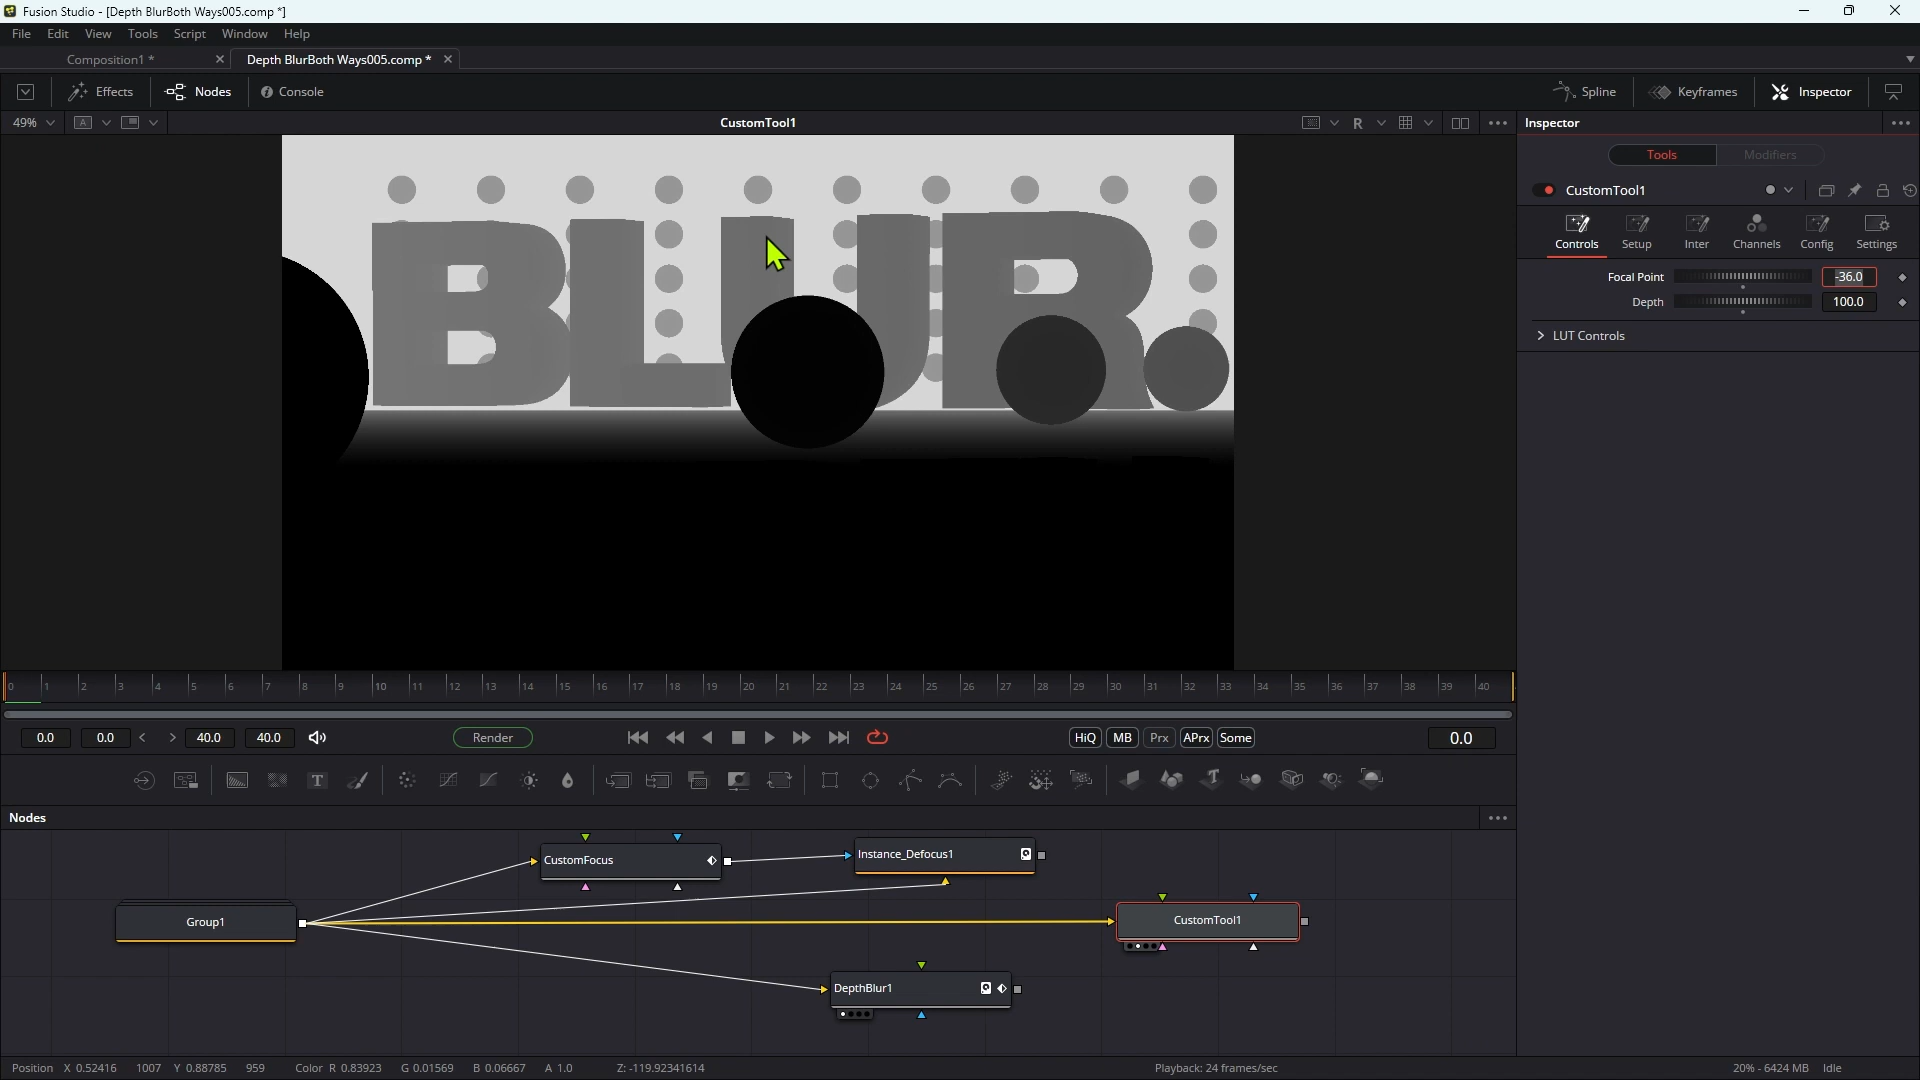 Fusion Studio - [Depth BlurBoth Ways005.comp *]
File Edit View Tools Script Window Help
Composition1 * Depth BlurBoth Ways005.comp *
Effects Nodes Console Spline Keyframes Inspector
49% A CustomTool1 R Inspector
Tools Modifiers
CustomTool1
Controls Setup Inter Channels Config Settings
Focal Point -36.0
Depth 100.0
LUT Controls
BLUR.
0 1 2 3 4 5 6 7 8 9 10 11 12 13 14 15 16 17 18 19 20 21 22 23 24 25 26 27 28 29 30 31 32 33 34 35 36 37 38 39 40
0.0 0.0 < > 40.0 40.0 Render HiQ MB Prx APrx Some 0.0
T
Nodes
CustomFocus Instance_Defocus1
Group1 CustomTool1
DepthBlur1
Position X 0.52416 1007 Y 0.88785 959 Color R 0.83923 G 0.01569 B 0.06667 A 1.0 Z: -119.92341614 Playback: 24 frames/sec 20% - 6424 MB Idle